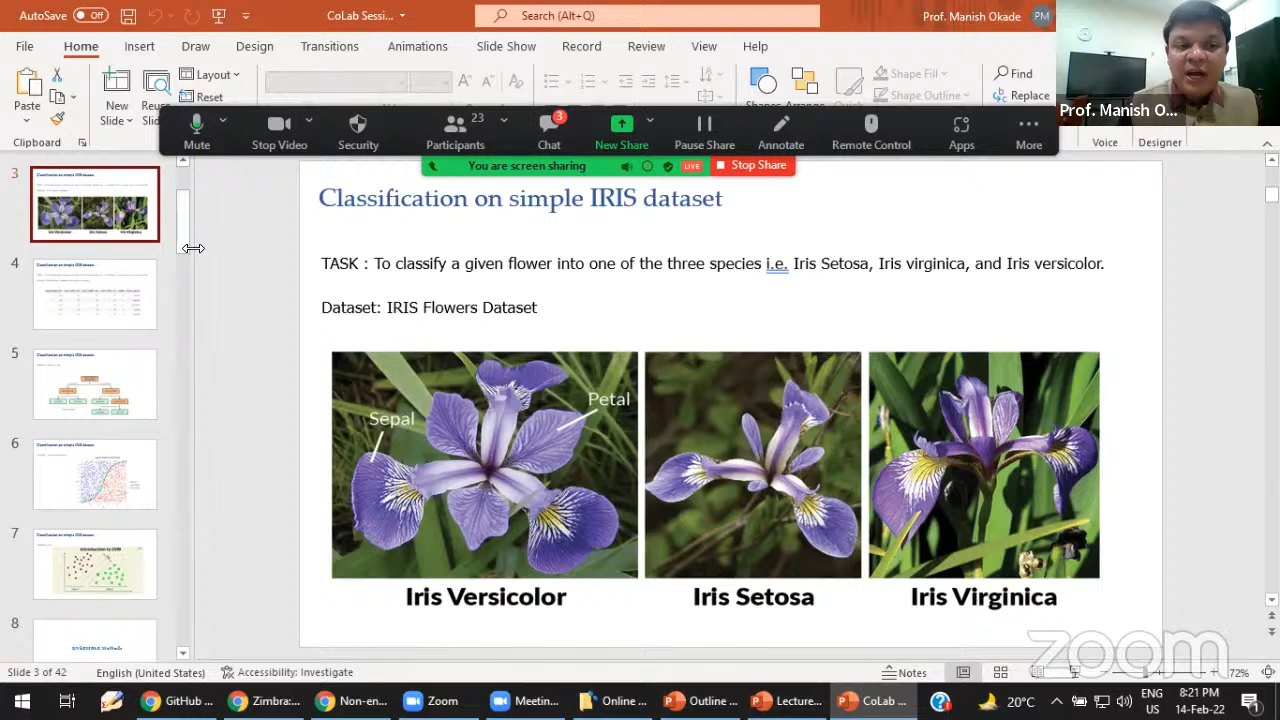 AutoSave Off
CoLab Sessi...
Search (Alt+Q)
Prof. Manish Okade PM
File Home Insert Draw Design Transitions Animations Slide Show Record Review View Help
Paste
New
Slide
Layout
Reset
Shape Fill
Shape Outline
Find
Replace
Clipboard
Voice
Designer
Prof. Manish O...
Mute
Stop Video
Security
23
Participants
3
Chat
New Share
Pause Share
Annotate
Remote Control
Apps
More
You are screen sharing
LIVE
Stop Share
Classification on simple IRIS dataset
TASK : To classify a given flower into one of the three species Iris Setosa, Iris virginica, and Iris versicolor.
Dataset: IRIS Flowers Dataset
Sepal
Petal
Iris Versicolor
Iris Setosa
Iris Virginica
4
5
6
7
8
zoom
Slide 3 of 42
English (United States)
Accessibility: Investigate
Notes
72%
GitHub ...
Zimbra:...
Non-en...
Zoom
Meetin...
Online ...
Outline ...
Lecture...
CoLab ...
20°C
ENG
US
8:21 PM
14-Feb-22
1